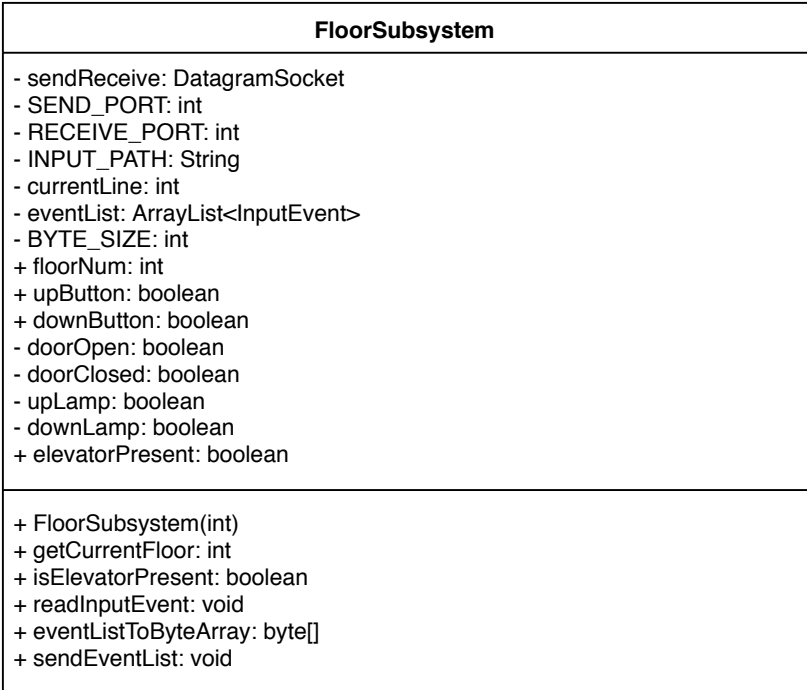 FloorSubsystem
- sendReceive: DatagramSocket
- SEND_PORT: int
- RECEIVE_PORT: int
- INPUT_PATH: String
- currentLine: int
- eventList: ArrayList<InputEvent>
- BYTE_SIZE: int
+ floorNum: int
+ upButton: boolean
+ downButton: boolean
- doorOpen: boolean
- doorClosed: boolean
- upLamp: boolean
- downLamp: boolean
+ elevatorPresent: boolean
+ FloorSubsystem(int)
+ getCurrentFloor: int
+ isElevatorPresent: boolean
+ readInputEvent: void
+ eventListToByteArray: byte[]
+ sendEventList: void